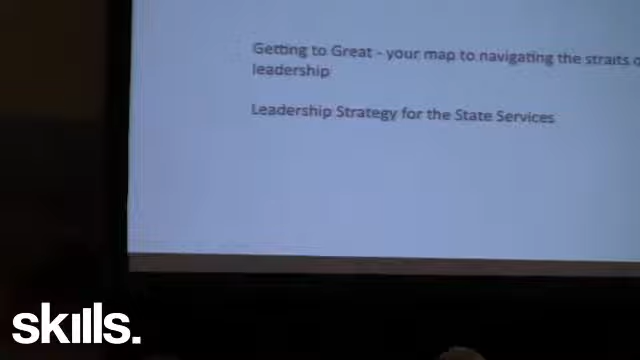 Getting to Great - your map to navigating the straits
leadership
Leadership Strategy for the State Services
skills.